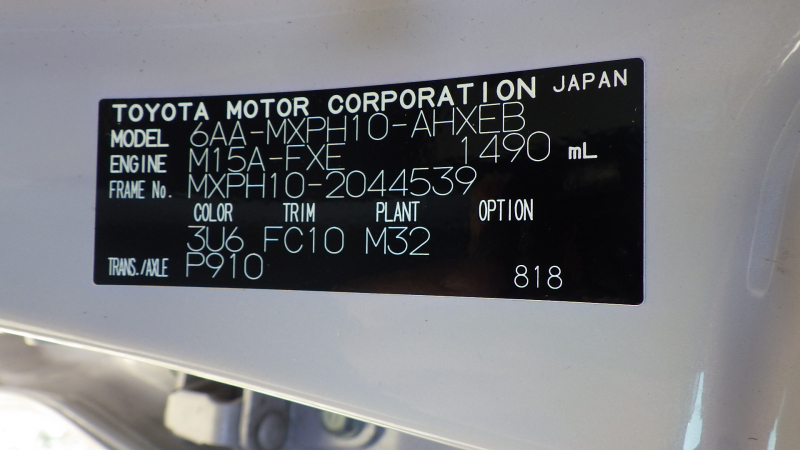 TOYOTA MOTOR CORPORATION JAPAN
MODEL 6AA-MXPH10-AHXEB
ENGINE M15A-FXE 1490 mL
FRAME No. MXPH10-2044539
COLOR TRIM PLANT OPTION
3U6 FC10 M32
TRANS./AXLE P910 818